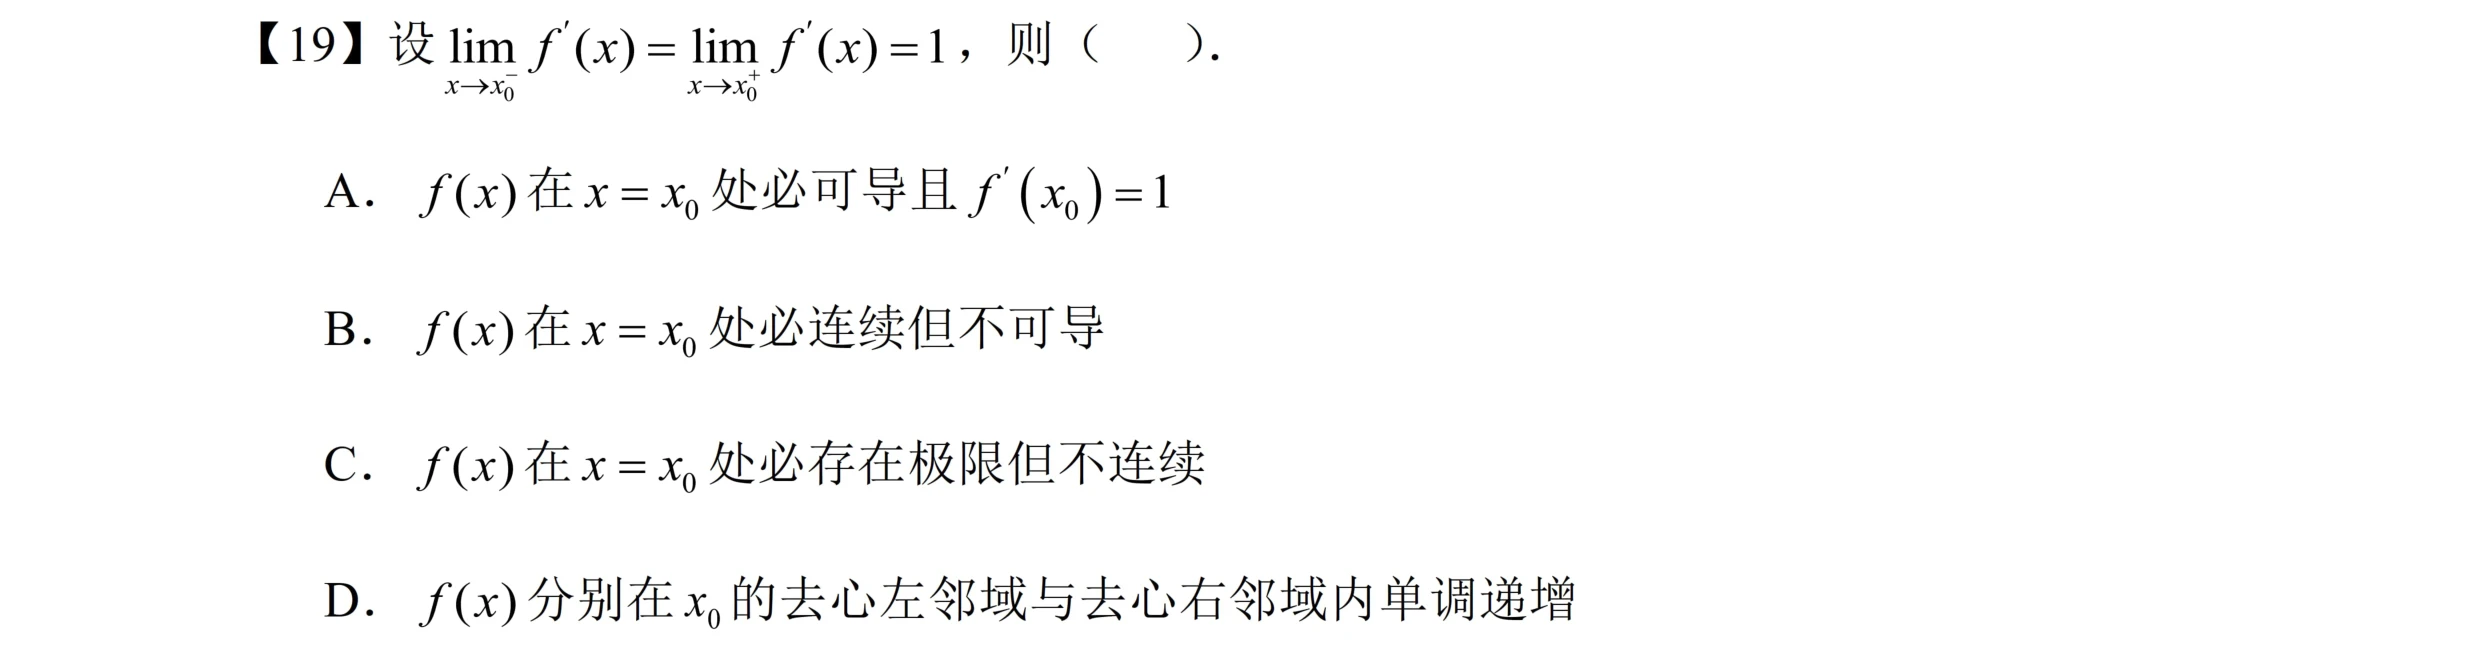 【19】设 $\lim_{x \to x_0^-} f'(x) = \lim_{x \to x_0^+} f'(x) = 1$，则（　　）.
A． $f(x)$ 在 $x = x_0$ 处必可导且 $f'(x_0) = 1$
B． $f(x)$ 在 $x = x_0$ 处必连续但不可导
C． $f(x)$ 在 $x = x_0$ 处必存在极限但不连续
D． $f(x)$ 分别在 $x_0$ 的去心左邻域与去心右邻域内单调递增